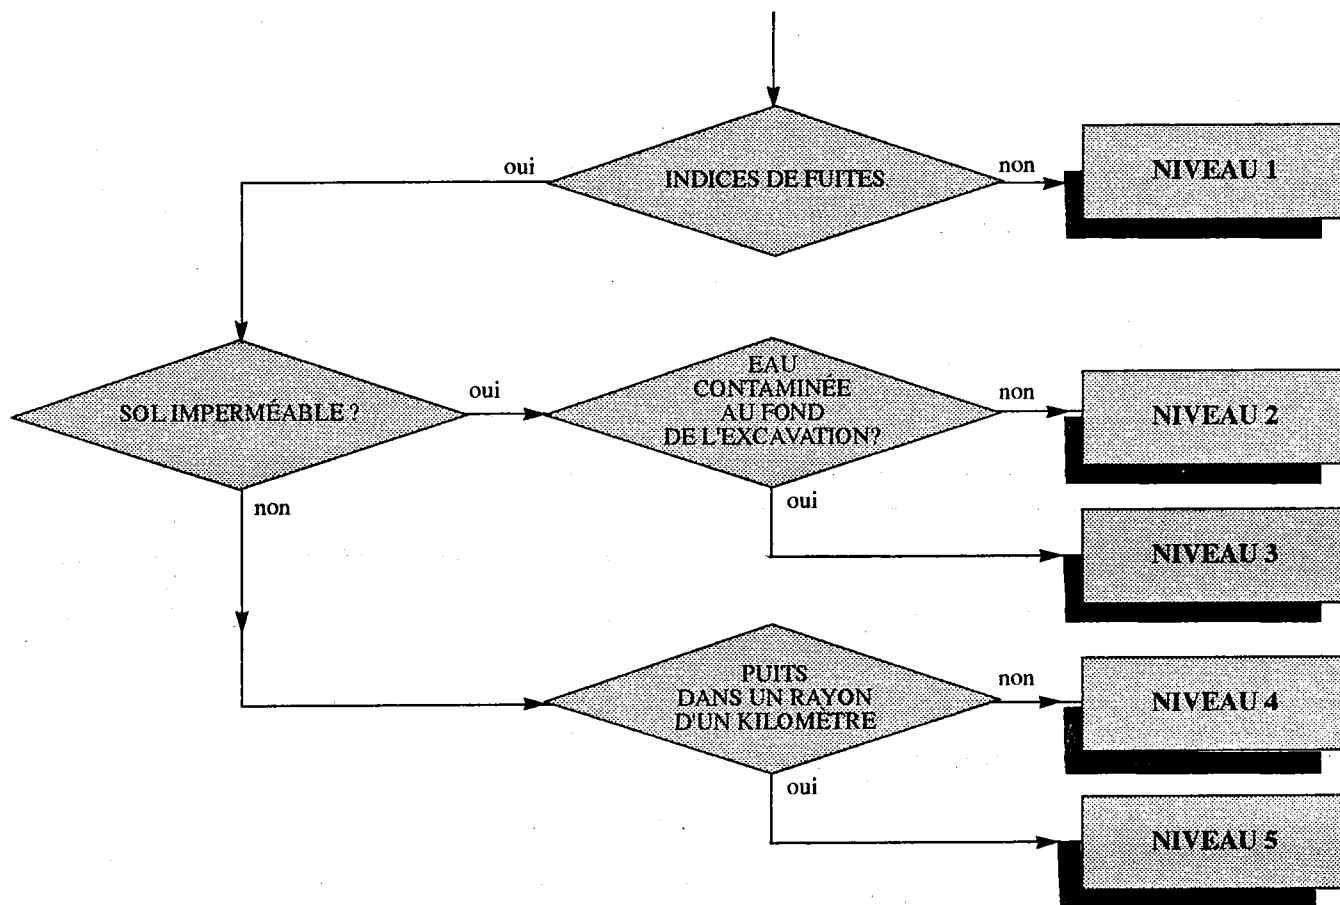 oui
INDICES DE FUITES
non
NIVEAU 1
SOL IMPERMÉABLE ?
oui
EAU
CONTAMINÉE
AU FOND
DE L'EXCAVATION?
non
NIVEAU 2
non
oui
NIVEAU 3
PUITS
DANS UN RAYON
D'UN KILOMÈTRE
non
NIVEAU 4
oui
NIVEAU 5